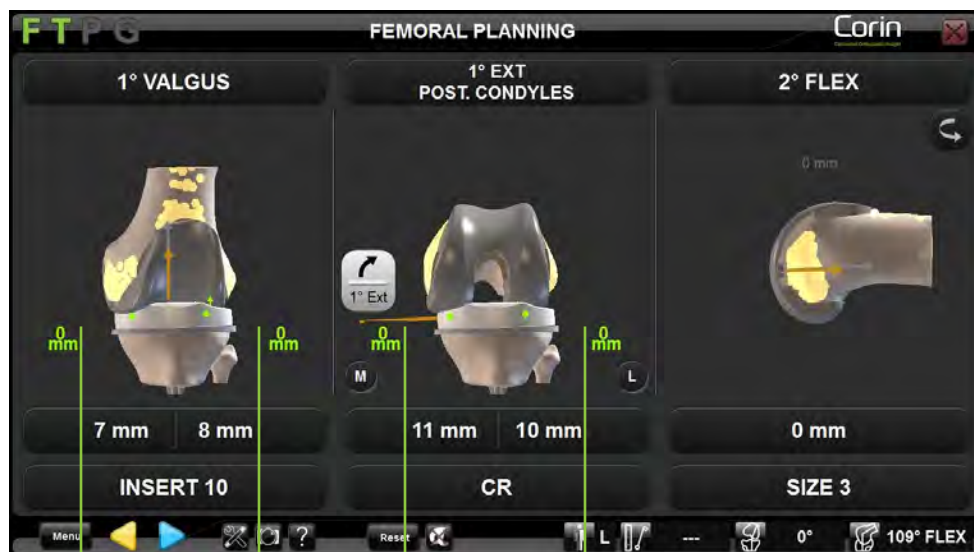 F T P G
FEMORAL PLANNING
Corin
1° VALGUS
1° EXT
POST. CONDYLES
2° FLEX
0 mm
1° Ext
0
mm
0
mm
0
mm
0
mm
M
L
7 mm
8 mm
11 mm
10 mm
0 mm
INSERT 10
CR
SIZE 3
Menu
?
Reset
L
---
0°
109° FLEX